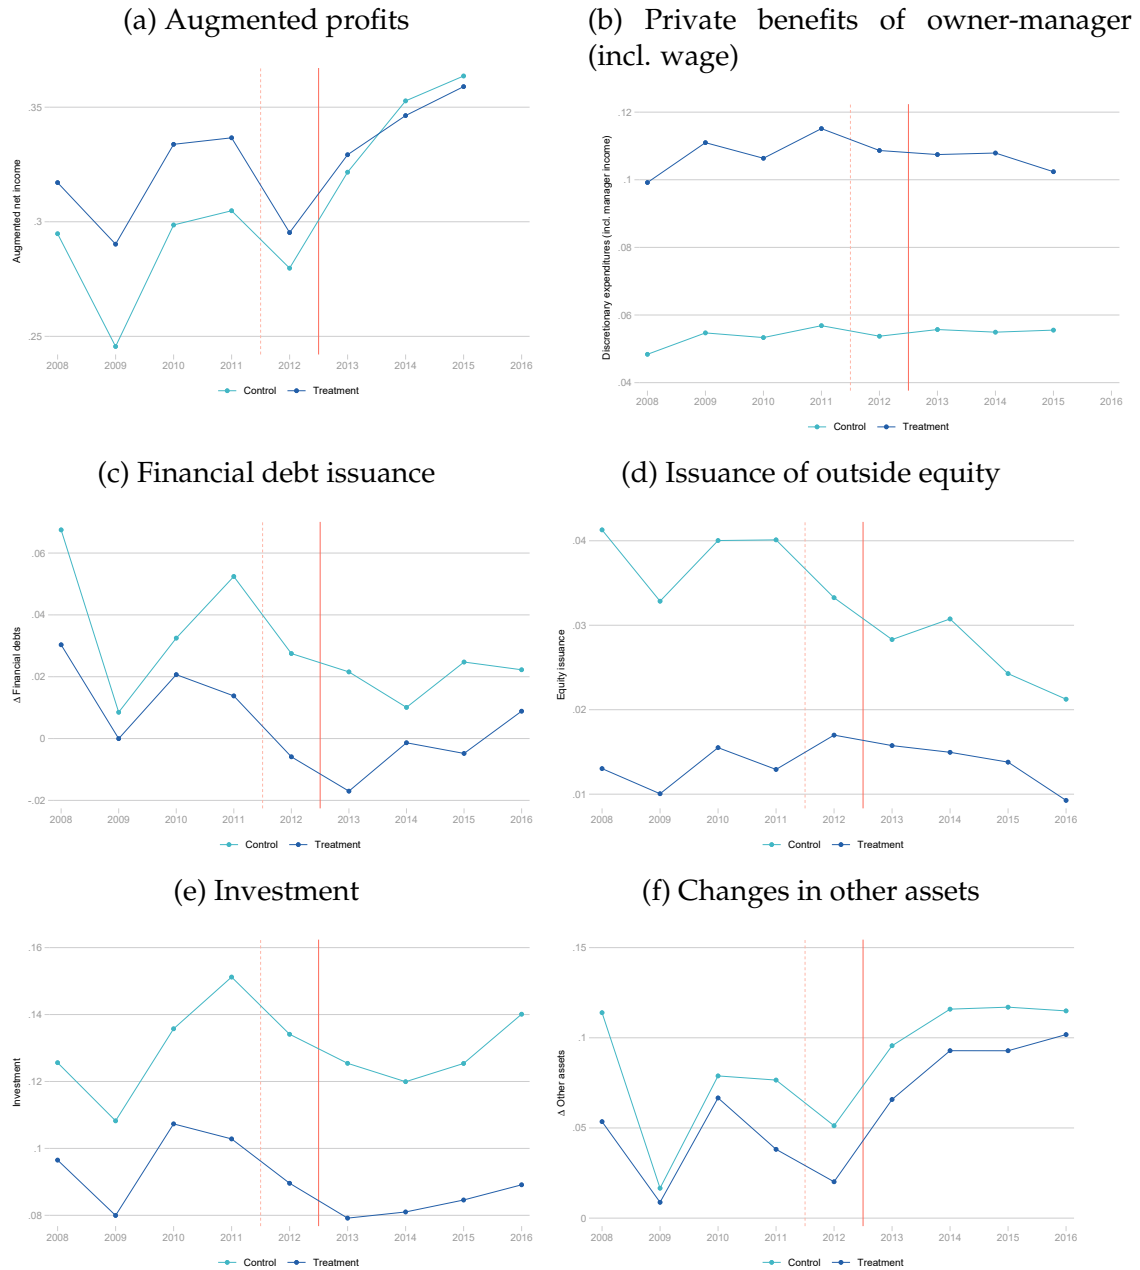 (a) Augmented profits
Augmented net income
.35
.3
.25
2008 2009 2010 2011 2012 2013 2014 2015 2016
Control Treatment
(b) Private benefits of owner-manager
(incl. wage)
Discretionary expenditures (incl. manager income)
.12
.1
.08
.06
.04
2008 2009 2010 2011 2012 2013 2014 2015 2016
Control Treatment
(c) Financial debt issuance
Δ Financial debts
.06
.04
.02
0
-.02
2008 2009 2010 2011 2012 2013 2014 2015 2016
Control Treatment
(d) Issuance of outside equity
Equity issuance
.04
.03
.02
.01
2008 2009 2010 2011 2012 2013 2014 2015 2016
Control Treatment
(e) Investment
Investment
.16
.14
.12
.1
.08
2008 2009 2010 2011 2012 2013 2014 2015 2016
Control Treatment
(f) Changes in other assets
Δ Other assets
.15
.1
.05
0
2008 2009 2010 2011 2012 2013 2014 2015 2016
Control Treatment